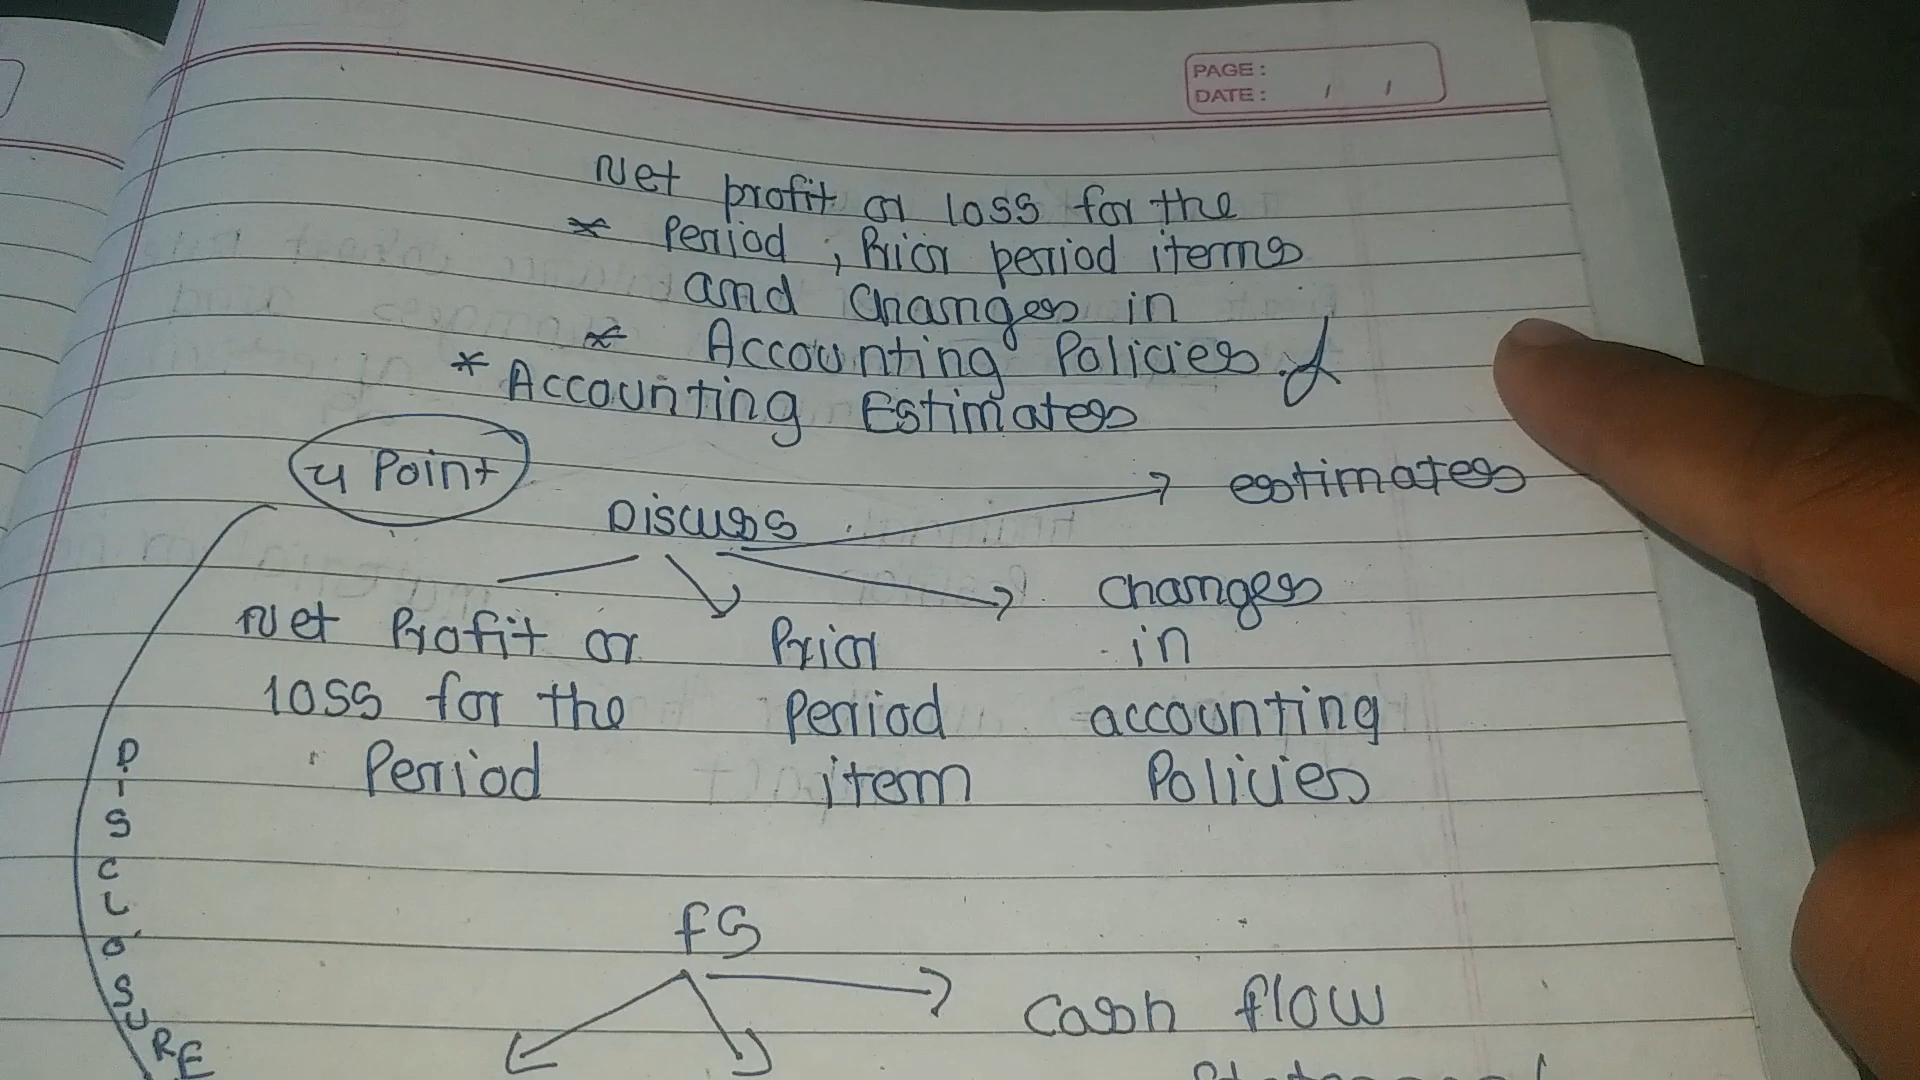 PAGE:
DATE: / /
Net profit or loss for the
* Period, Prior period items
and changes in
* Accounting Policies &
* Accounting Estimates
4 Point
Discuss
estimates
Net Profit or loss for the Period
Prior Period item
changes in accounting Policies
DISCLOSURE
FS
Cash flow